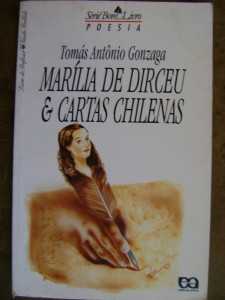 Série Bom Livro
POESIA
Tomás Antônio Gonzaga
MARÍLIA DE DIRCEU
& CARTAS CHILENAS